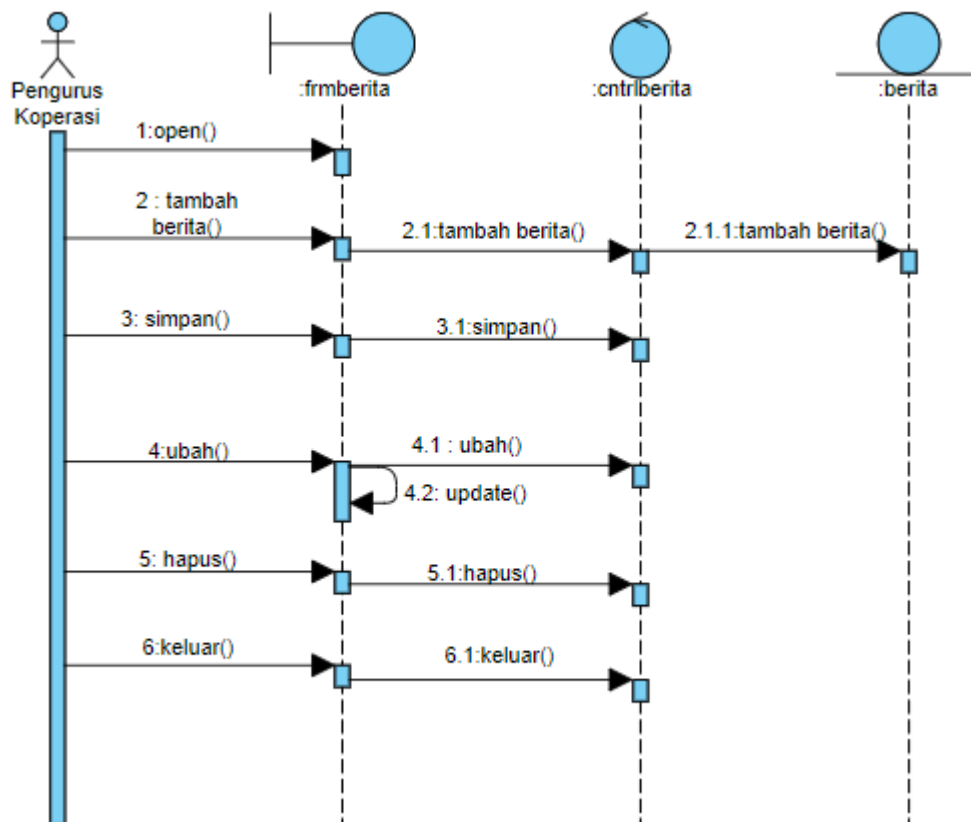 Pengurus
Koperasi
:frmberita
:cntrlberita
:berita
1:open()
2 : tambah
berita()
2.1:tambah berita()
2.1.1:tambah berita()
3: simpan()
3.1:simpan()
4:ubah()
4.1 : ubah()
4.2: update()
5: hapus()
5.1:hapus()
6:keluar()
6.1:keluar()